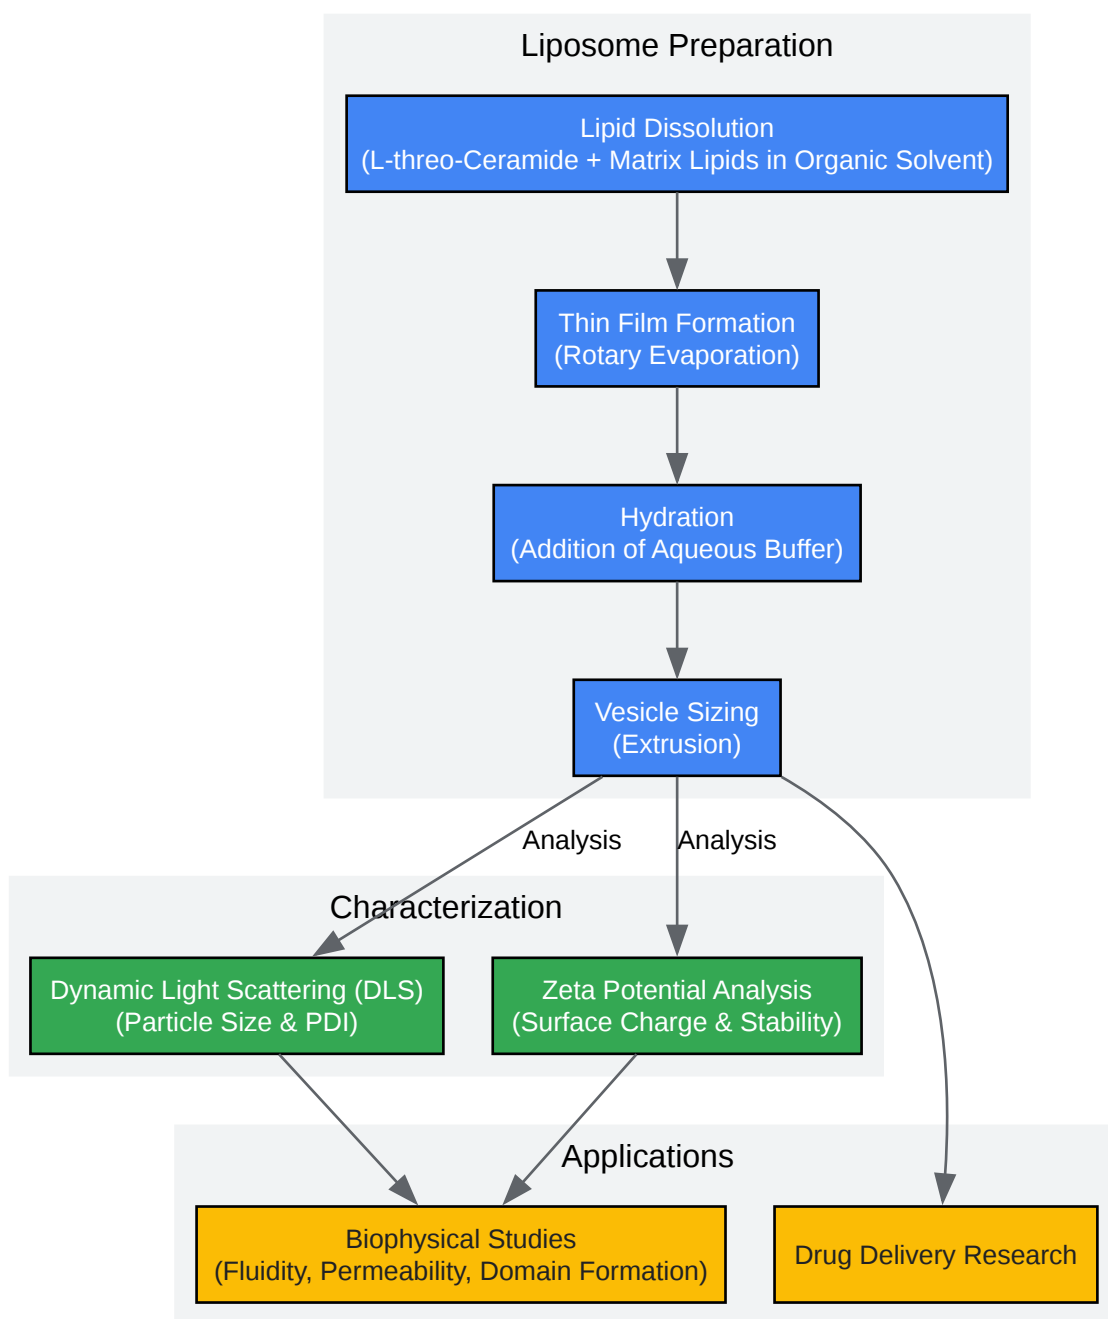 Liposome Preparation
Lipid Dissolution
(L-threo-Ceramide + Matrix Lipids in Organic Solvent)
Thin Film Formation
(Rotary Evaporation)
Hydration
(Addition of Aqueous Buffer)
Vesicle Sizing
(Extrusion)
Analysis
Analysis
Characterization
Dynamic Light Scattering (DLS)
(Particle Size & PDI)
Zeta Potential Analysis
(Surface Charge & Stability)
Applications
Biophysical Studies
(Fluidity, Permeability, Domain Formation)
Drug Delivery Research